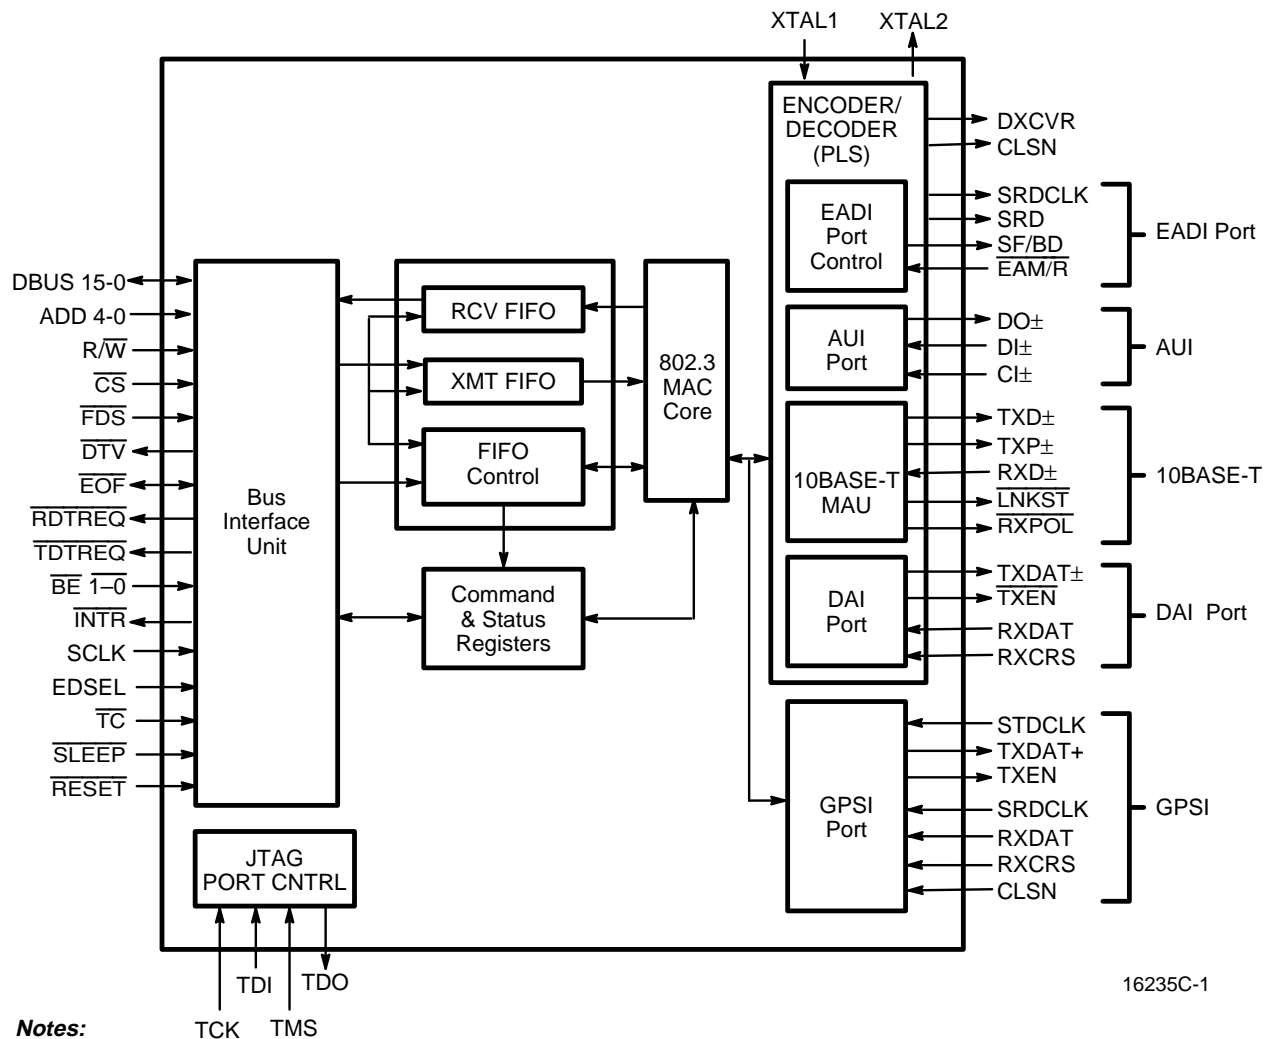 XTAL1
XTAL2
ENCODER/
DECODER
(PLS)
DXCVR
CLSN
EADI
Port
Control
SRDCLK
SRD
SF/BD
EAM/R
EADI Port
AUI
Port
DO±
DI±
CI±
AUI
10BASE-T
MAU
TXD±
TXP±
RXD±
LNKST
RXPOL
10BASE-T
DAI
Port
TXDAT±
TXEN
RXDAT
RXCRS
DAI Port
GPSI
Port
STDCLK
TXDAT+
TXEN
SRDCLK
RXDAT
RXCRS
CLSN
GPSI
DBUS 15-0
ADD 4-0
R/W
CS
FDS
DTV
EOF
RDTREQ
TDTREQ
BE 1–0
INTR
SCLK
EDSEL
TC
SLEEP
RESET
Bus
Interface
Unit
RCV FIFO
XMT FIFO
FIFO
Control
802.3
MAC
Core
Command
& Status
Registers
JTAG
PORT CNTRL
TDI
TDO
TCK
TMS
16235C-1
Notes: